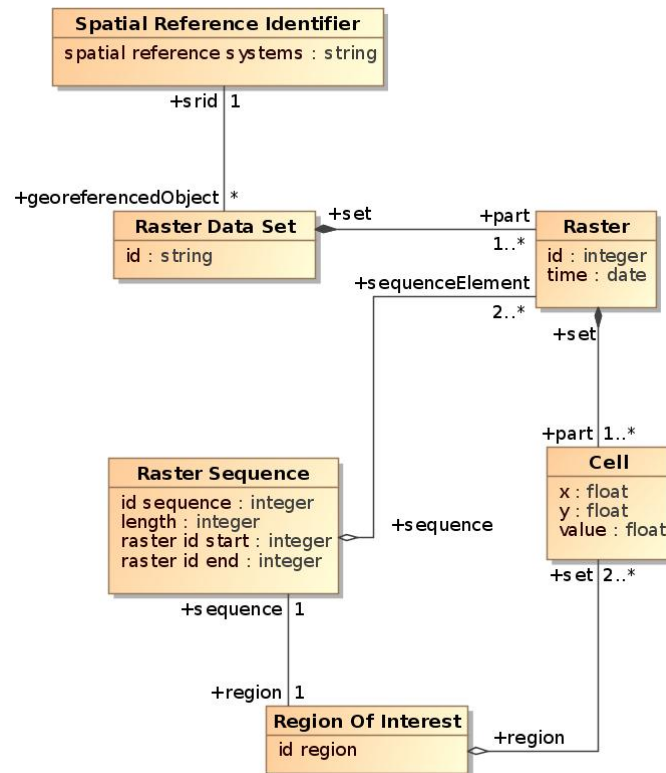 Spatial Reference Identifier
spatial reference systems : string
+srid 1
+georeferencedObject *
Raster Data Set
id : string
+set
+part
1..*
Raster
id : integer
time : date
+sequenceElement
2..*
+set
+part 1..*
Cell
x : float
y : float
value : float
+set 2..*
Raster Sequence
id sequence : integer
length : integer
raster id start : integer
raster id end : integer
+sequence
+sequence 1
+region 1
Region Of Interest
id region
+region